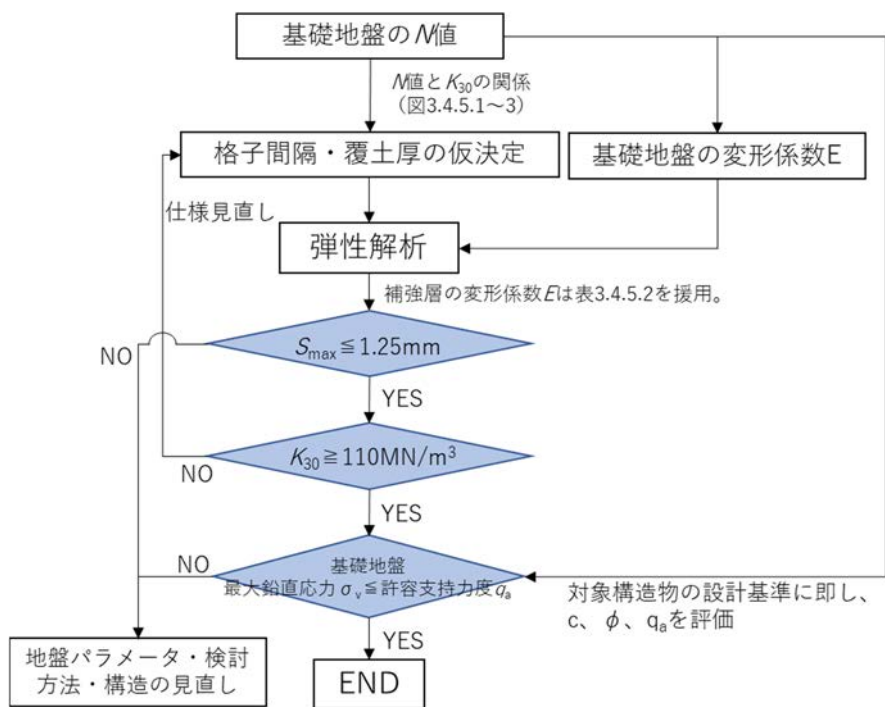 基礎地盤のN値
N値とK30の関係
（図3.4.5.1～3）
格子間隔・覆土厚の仮決定
基礎地盤の変形係数E
仕様見直し
弾性解析
補強層の変形係数Eは表3.4.5.2を援用。
NO
Smax≦1.25mm
YES
K30≧110MN/m³
NO
YES
NO
基礎地盤
最大鉛直応力σv≦許容支持力度qa
対象構造物の設計基準に即し、
c、φ、qaを評価
YES
地盤パラメータ・検討
方法・構造の見直し
END